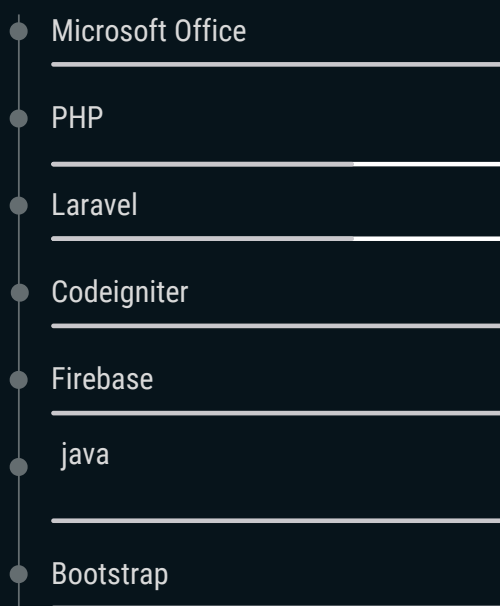 Microsoft Office
PHP
Laravel
Codeigniter
Firebase
java
Bootstrap